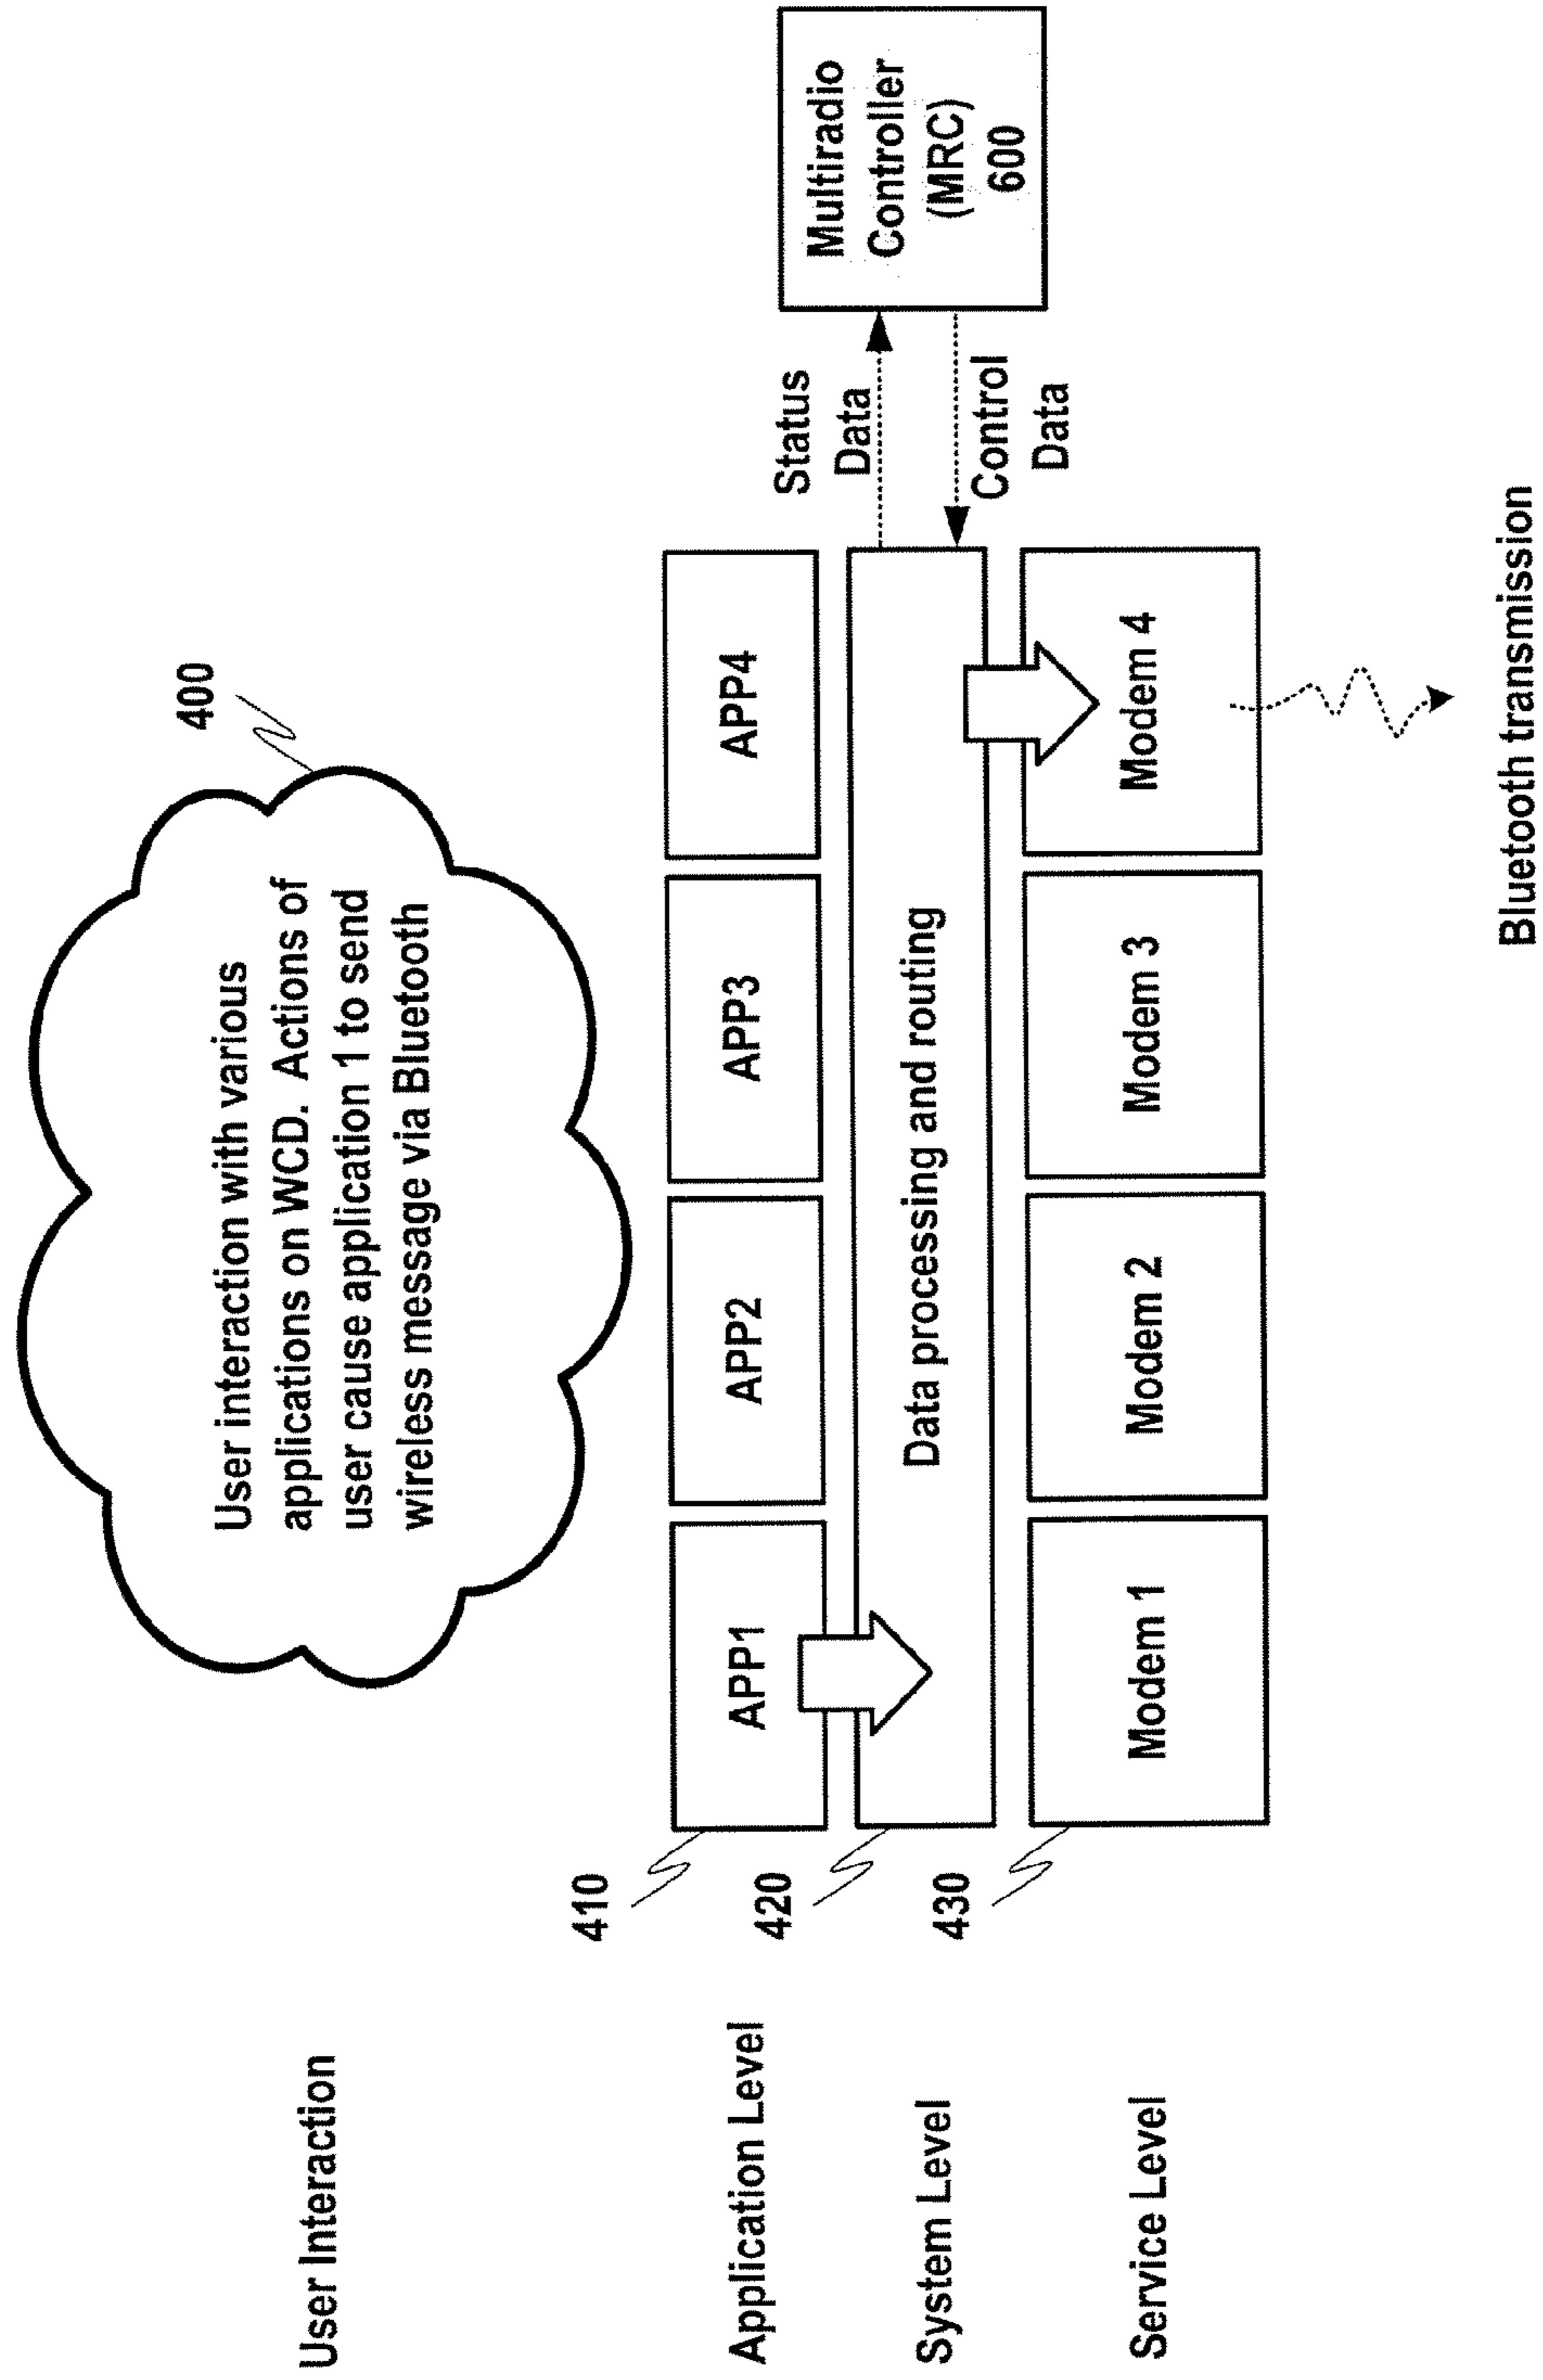 User Interaction
400
User interaction with various
applications on WCD.  Actions of
user cause application 1 to send
wireless message via Bluetooth
Application Level
410
APP1
APP2
APP3
APP4
System Level
420
Data processing and routing
Status
Data
Control
Data
Multiradio
Controller
(MRC)
600
Service Level
430
Modem 1
Modem 2
Modem 3
Modem 4
Bluetooth transmission